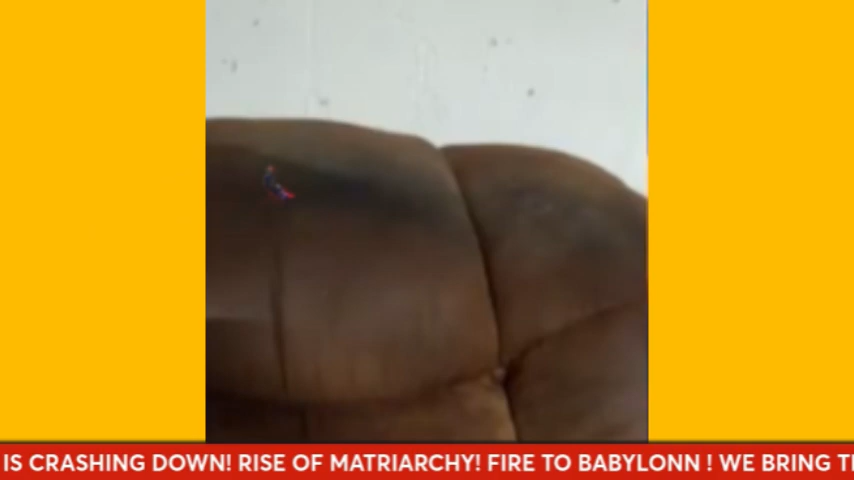 IS CRASHING DOWN! RISE OF MATRIARCHY! FIRE TO BABYLONN ! WE BRING